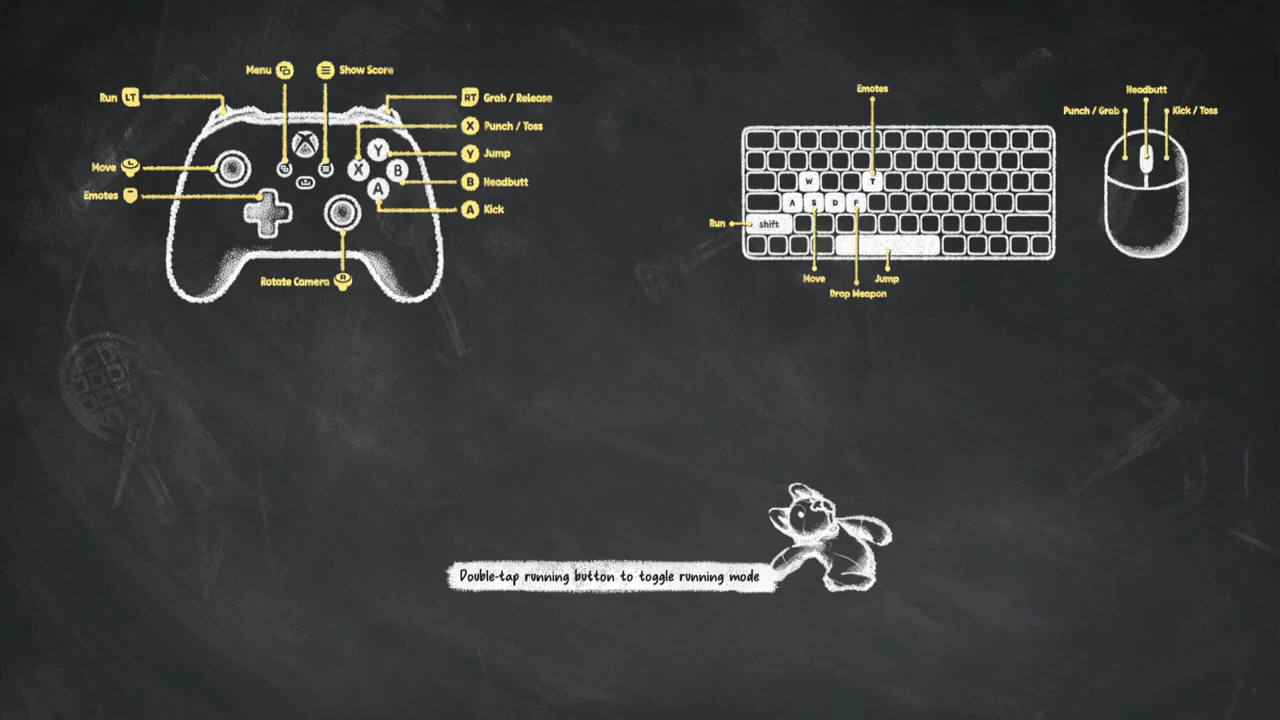 Menu
Show Score
Run LT
RT Grab / Release
X Punch / Toss
Y Jump
B Headbutt
A Kick
Move L
Emotes
Y
X
B
A
Rotate Camera R
Emotes
W
T
A
S
D
F
Run
shift
Move
Jump
Drop Weapon
Headbutt
Punch / Grab
Kick / Toss
Double-tap running button to toggle running mode